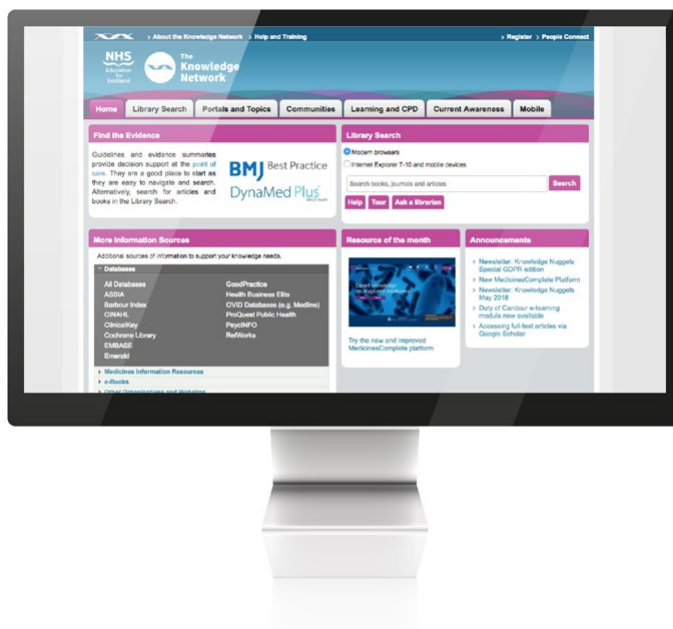 › About the Knowledge Network › Help and Training
› Register › People Connect
NHS
Education
for
Scotland
The
Knowledge
Network
Home
Library Search
Portals and Topics
Communities
Learning and CPD
Current Awareness
Mobile
Find the Evidence
Guidelines and evidence summaries
provide decision support at the point of
care. They are a good place to start as
they are easy to navigate and search.
Alternatively, search for articles and
books in the Library Search.
BMJ Best Practice
DynaMed Plus
Library Search
Modern browsers
Internet Explorer 7-10 and mobile devices
Search books, journals and articles
Search
Help
Tour
Ask a librarian
More Information Sources
Additional sources of information to support your knowledge needs.
Databases
All Databases
ASSIA
Barbour Index
CINAHL
ClinicalKey
Cochrane Library
EMBASE
Emerald
GoodPractice
Health Business Elite
OVID Databases (e.g. Medline)
ProQuest Public Health
PsycINFO
RefWorks
› Medicines Information Resources
› e-Books
› Other Organisations and Websites
Resource of the month
Expert knowledge
Try the new and improved
MedicinesComplete platform
Announcements
› Newsletter: Knowledge Nuggets
Special GDPR edition
› New MedicinesComplete Platform
› Newsletter: Knowledge Nuggets
May 2018
› Duty of Candour e-learning
module now available
› Accessing full-text articles via
Google Scholar